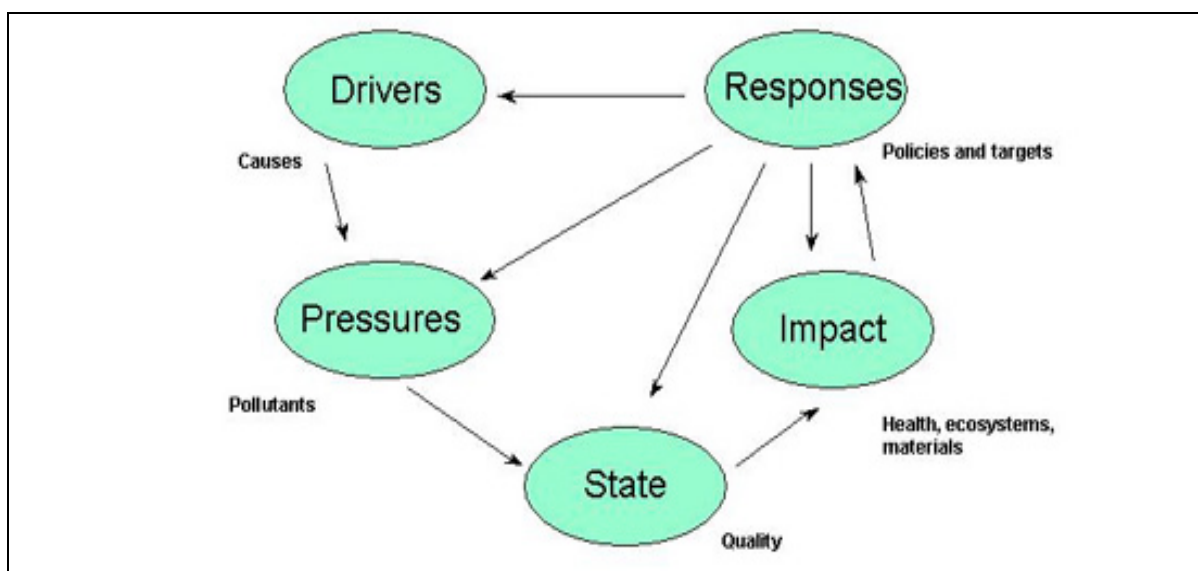 Drivers
Responses
Causes
Policies and targets
Pressures
Impact
Pollutants
Health, ecosystems,
materials
State
Quality